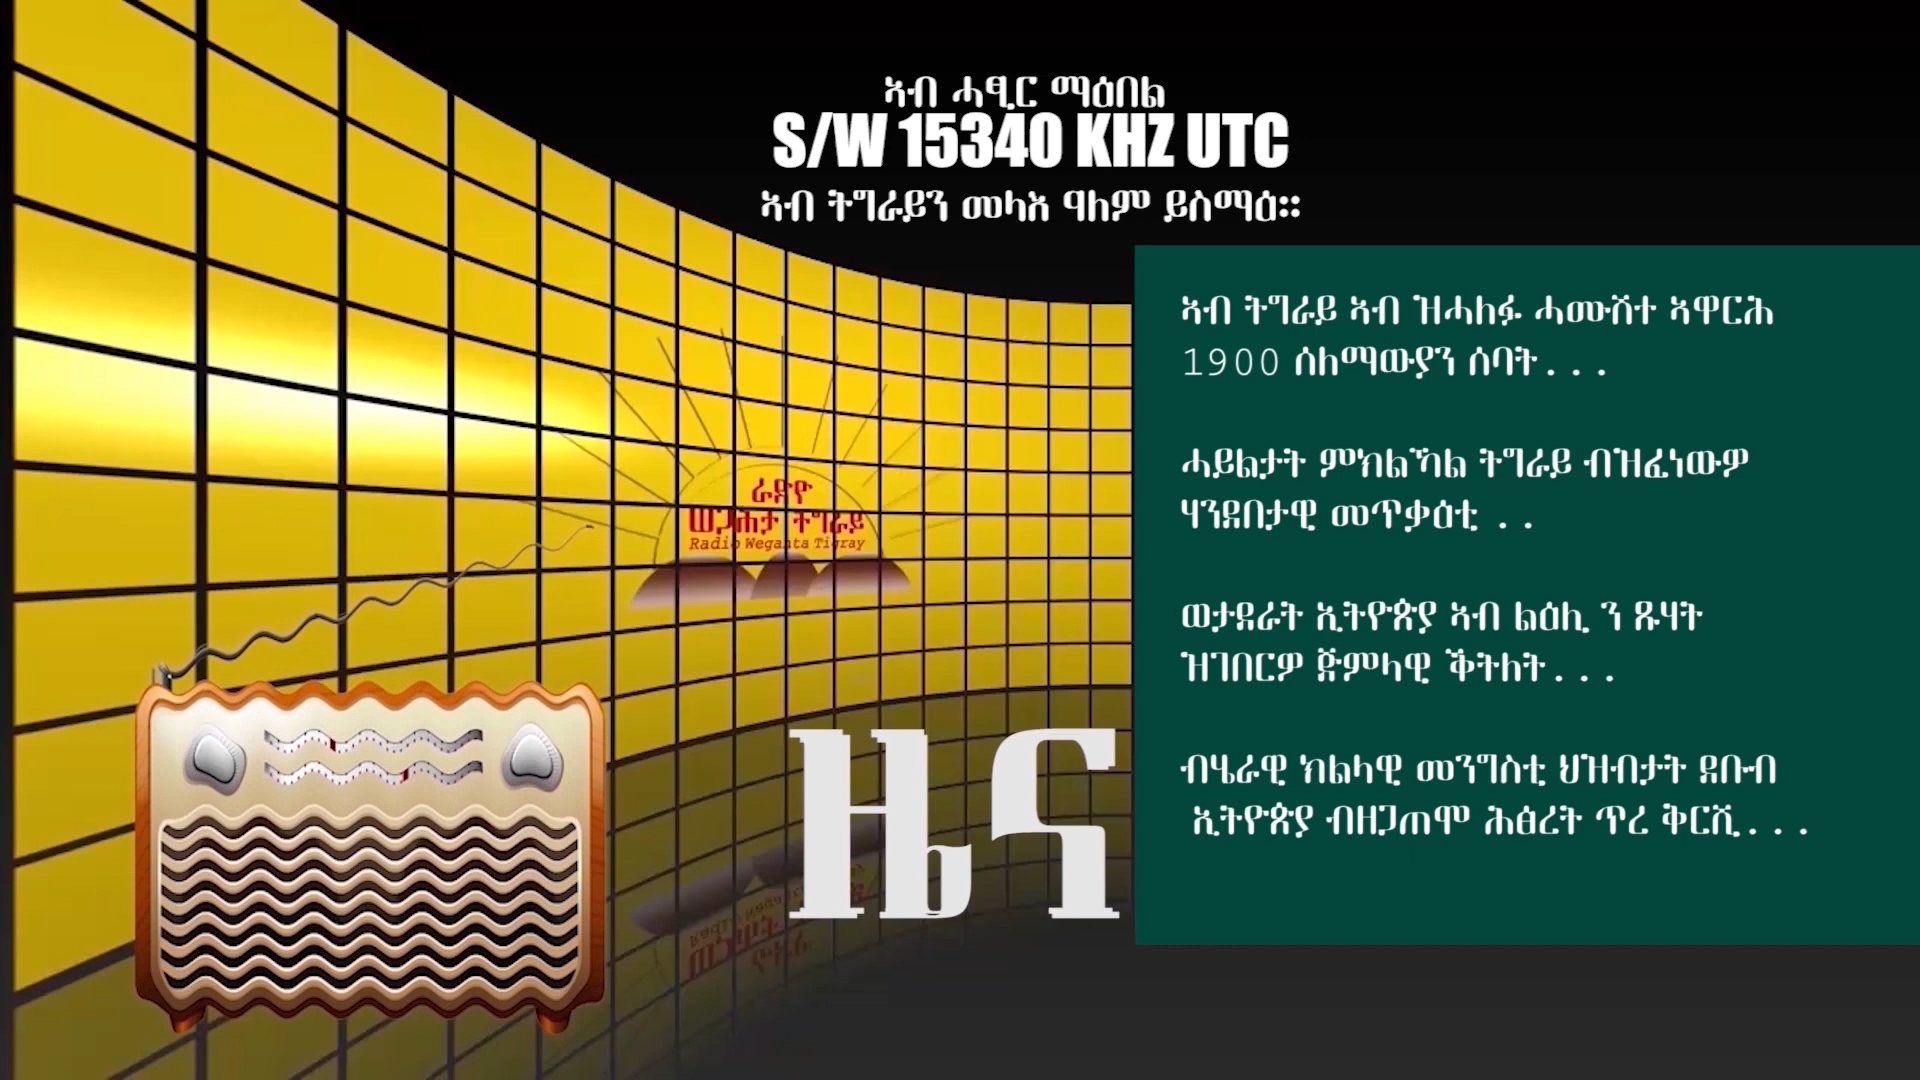 ኣብ ሓፂር ማዕበል
S/W 15340 KHZ UTC
ኣብ ትግራይን መላእ ዓለም ይስማዕ።
ኣብ ትግራይ ኣብ ዝሓለፉ ሓሙሽተ ኣዋርሕ
1900 ሰለማውያን ሰባት...
ሓይልታት ምክልኻል ትግራይ ብዝፈነውዎ
ሃንደበታዊ መጥቃዕቲ ..
ወታደራት ኢትዮጵያ ኣብ ልዕሊ ን ጹሃት
ዝገበርዎ ጅምላዊ ቕትለት...
ብሄራዊ ክልላዊ መንግስቲ ህዝብታት ደቡብ
ኢትዮጵያ ብዘጋጠሞ ሕፅረት ጥረ ቅርሺ...
ራድዮ
ወጋሕታ ትግራይ
Radio Weganta Tigray
ዜና